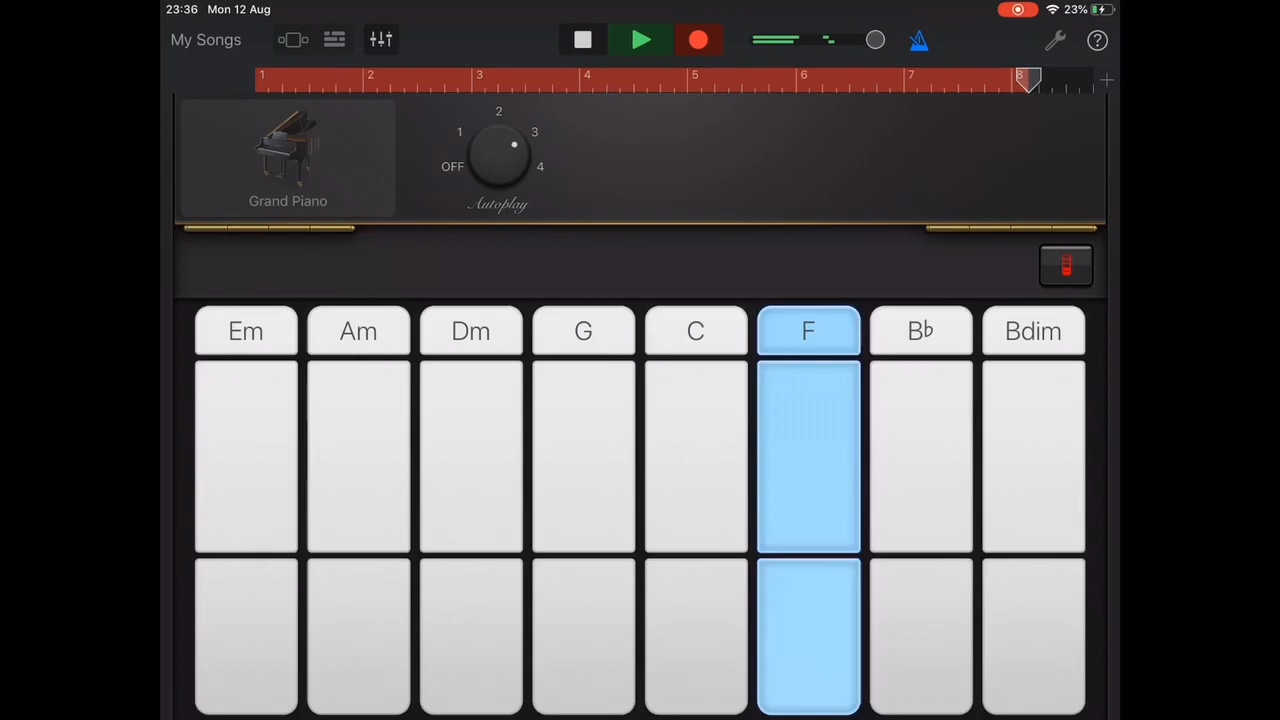 23:36 Mon 12 Aug 23%
My Songs
1 2 3 4 5 6 7 8
2
1 3
OFF 4
Autoplay
Grand Piano
Em Am Dm G C F B♭ Bdim